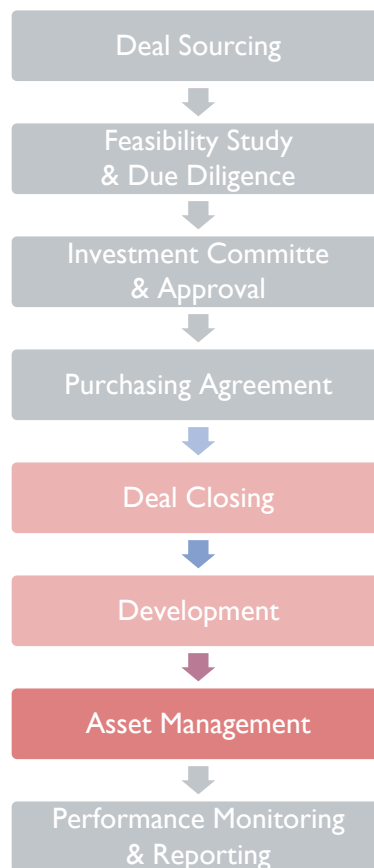 Deal Sourcing
Feasibility Study
& Due Diligence
Investment Committe
& Approval
Purchasing Agreement
Deal Closing
Development
Asset Management
Performance Monitoring
& Reporting